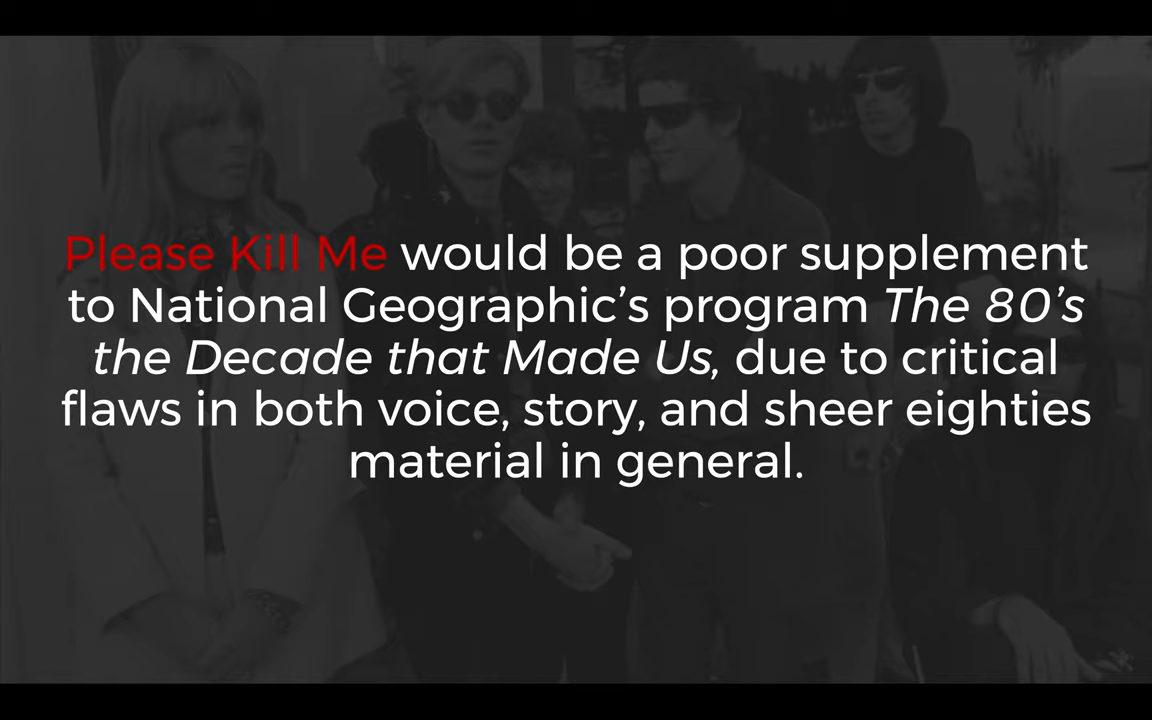 Please Kill Me would be a poor supplement
to National Geographic’s program The 80’s
the Decade that Made Us, due to critical
flaws in both voice, story, and sheer eighties
material in general.